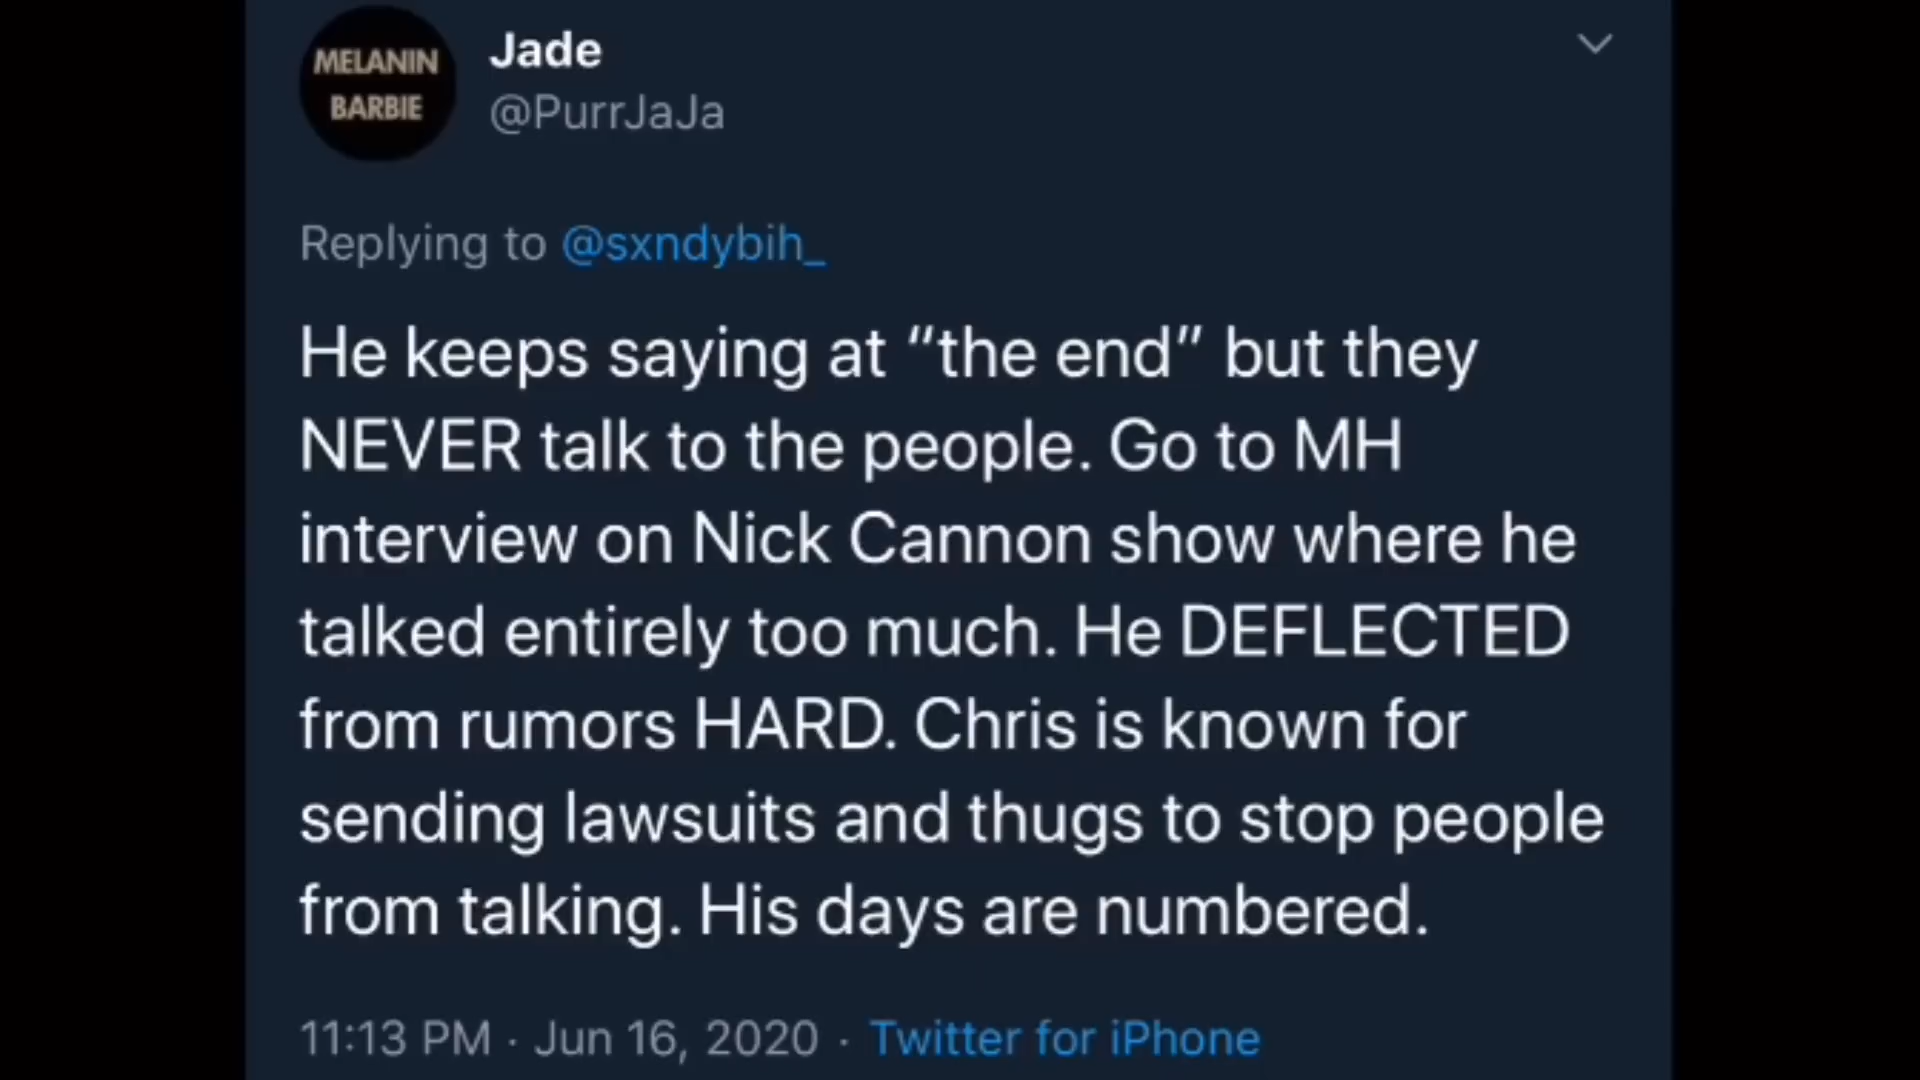 MELANIN
BARBIE
Jade
@PurrJaJa
Replying to @sxndybih_
He keeps saying at “the end” but they
NEVER talk to the people. Go to MH
interview on Nick Cannon show where he
talked entirely too much. He DEFLECTED
from rumors HARD. Chris is known for
sending lawsuits and thugs to stop people
from talking. His days are numbered.
11:13 PM · Jun 16, 2020 · Twitter for iPhone